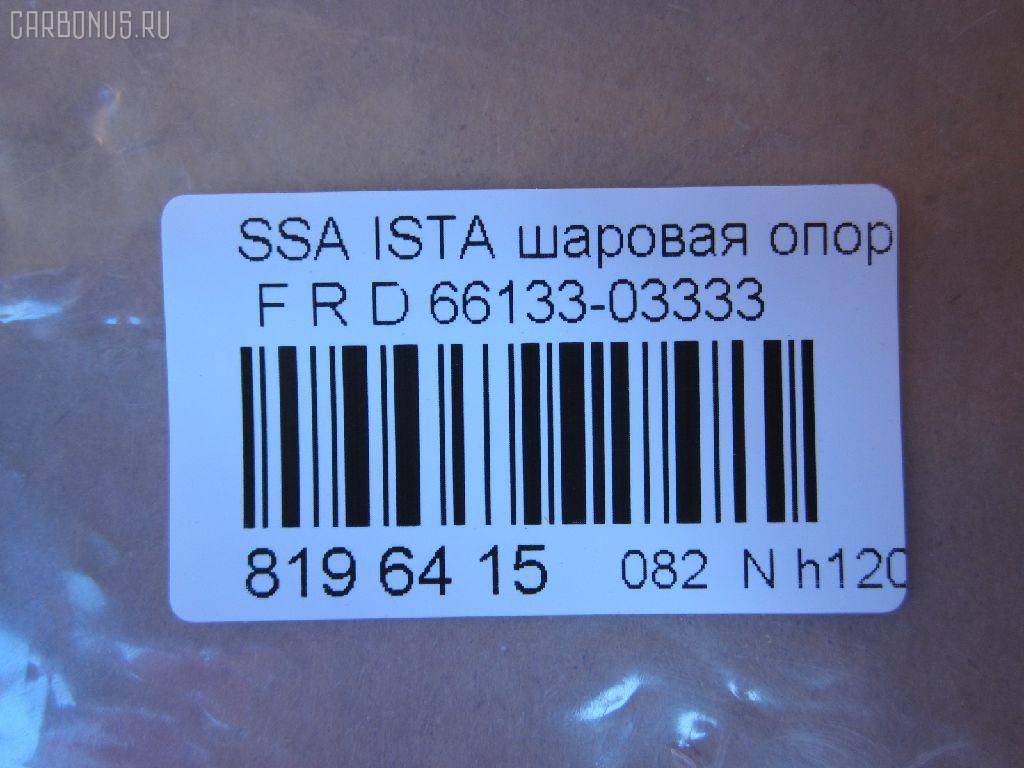 CARBONUS.RU
SSA ISTA шаровая опор
F R D 66133-03333
819 64 15 082 N h120